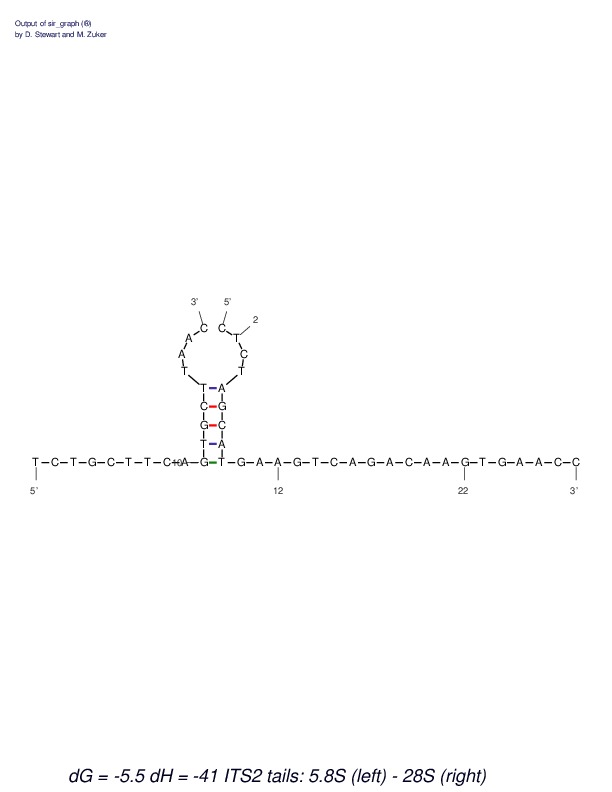 Output of sir_graph (®)
by D. Stewart and M. Zuker
3' 5'
2
C C
A T
A C
T T
T A
C G
G C
T A
T-C-T-G-C-T-T-C-A-G T-G-A-A-G-T-C-A-G-A-C-A-A-G-T-G-A-A-C-C
5' 12 22 3'
dG = -5.5 dH = -41 ITS2 tails: 5.8S (left) - 28S (right)